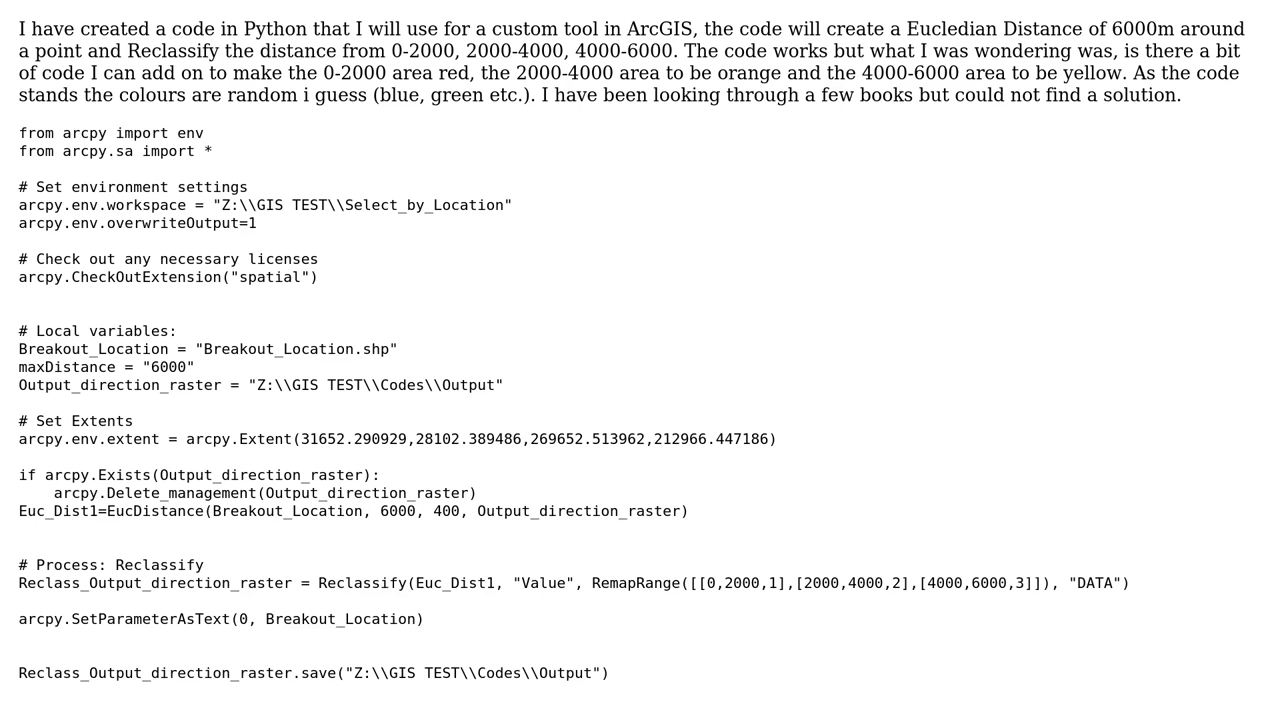 I have created a code in Python that I will use for a custom tool in ArcGIS, the code will create a Eucledian Distance of 6000m around
a point and Reclassify the distance from 0-2000, 2000-4000, 4000-6000. The code works but what I was wondering was, is there a bit
of code I can add on to make the 0-2000 area red, the 2000-4000 area to be orange and the 4000-6000 area to be yellow. As the code
stands the colours are random i guess (blue, green etc.). I have been looking through a few books but could not find a solution.
from arcpy import env
from arcpy.sa import *
# Set environment settings
arcpy.env.workspace = "Z:\\GIS TEST\\Select_by_Location"
arcpy.env.overwriteOutput=1
# Check out any necessary licenses
arcpy.CheckOutExtension("spatial")
# Local variables:
Breakout_Location = "Breakout_Location.shp"
maxDistance = "6000"
Output_direction_raster = "Z:\\GIS TEST\\Codes\\Output"
# Set Extents
arcpy.env.extent = arcpy.Extent(31652.290929,28102.389486,269652.513962,212966.447186)
if arcpy.Exists(Output_direction_raster):
    arcpy.Delete_management(Output_direction_raster)
Euc_Dist1=EucDistance(Breakout_Location, 6000, 400, Output_direction_raster)
# Process: Reclassify
Reclass_Output_direction_raster = Reclassify(Euc_Dist1, "Value", RemapRange([[0,2000,1],[2000,4000,2],[4000,6000,3]]), "DATA")
arcpy.SetParameterAsText(0, Breakout_Location)
Reclass_Output_direction_raster.save("Z:\\GIS TEST\\Codes\\Output")